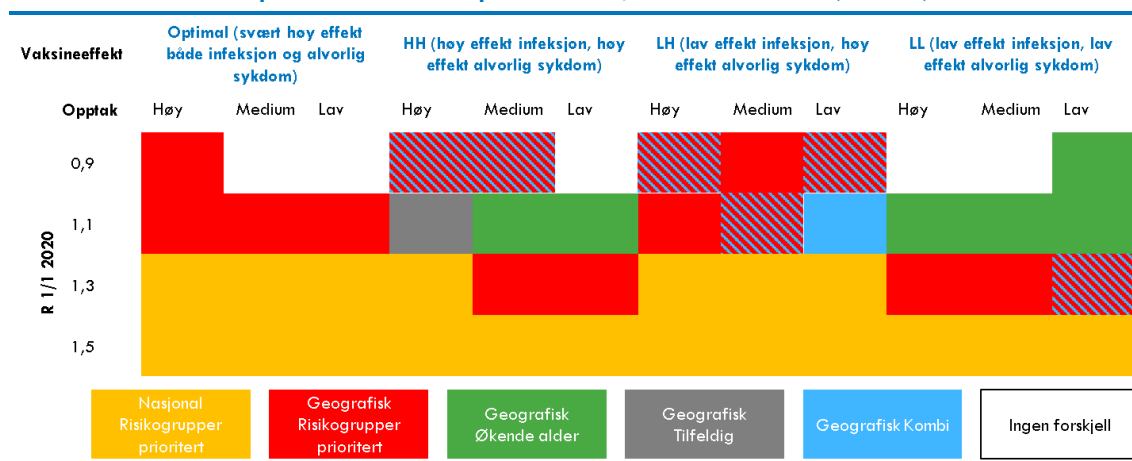 Vaksineeffekt
Optimal (svært høy effekt
både infeksjon og alvorlig
sykdom)
HH (høy effekt infeksjon, høy
effekt alvorlig sykdom)
LH (lav effekt infeksjon, høy
effekt alvorlig sykdom)
LL (lav effekt infeksjon, lav
effekt alvorlig sykdom)
Opptak Høy Medium Lav Høy Medium Lav Høy Medium Lav Høy Medium Lav
R 1/1 2020
0,9
1,1
1,3
1,5
Nasjonal
Risikogrupper
prioritert
Geografisk
Risikogrupper
prioritert
Geografisk
Økende alder
Geografisk
Tilfeldig
Geografisk Kombi
Ingen forskjell